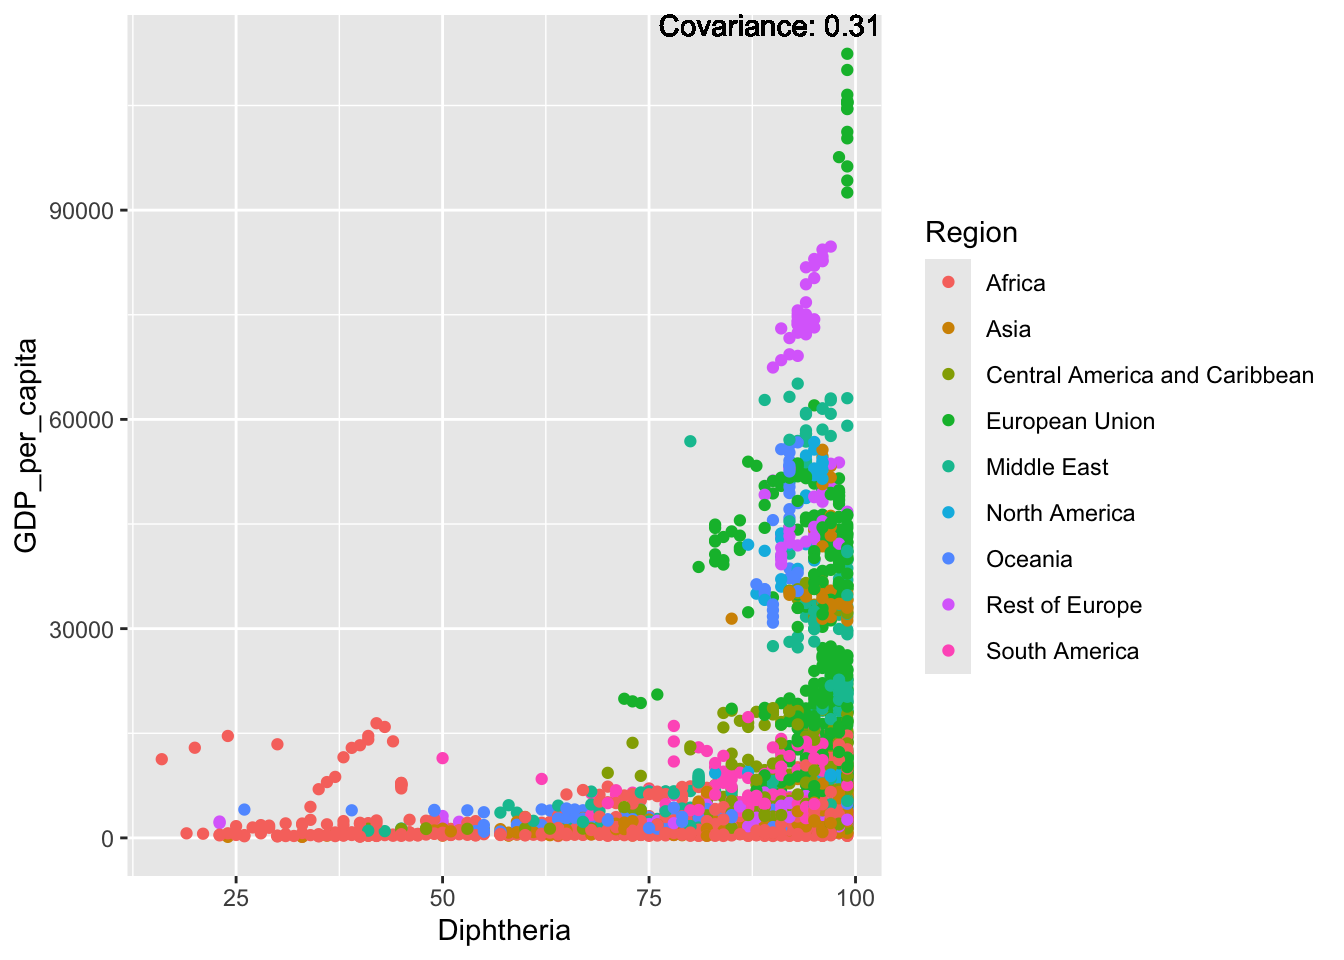 Covariance: 0.31
GDP_per_capita
90000
60000
30000
0
25
50
75
100
Diphtheria
Region
Africa
Asia
Central America and Caribbean
European Union
Middle East
North America
Oceania
Rest of Europe
South America